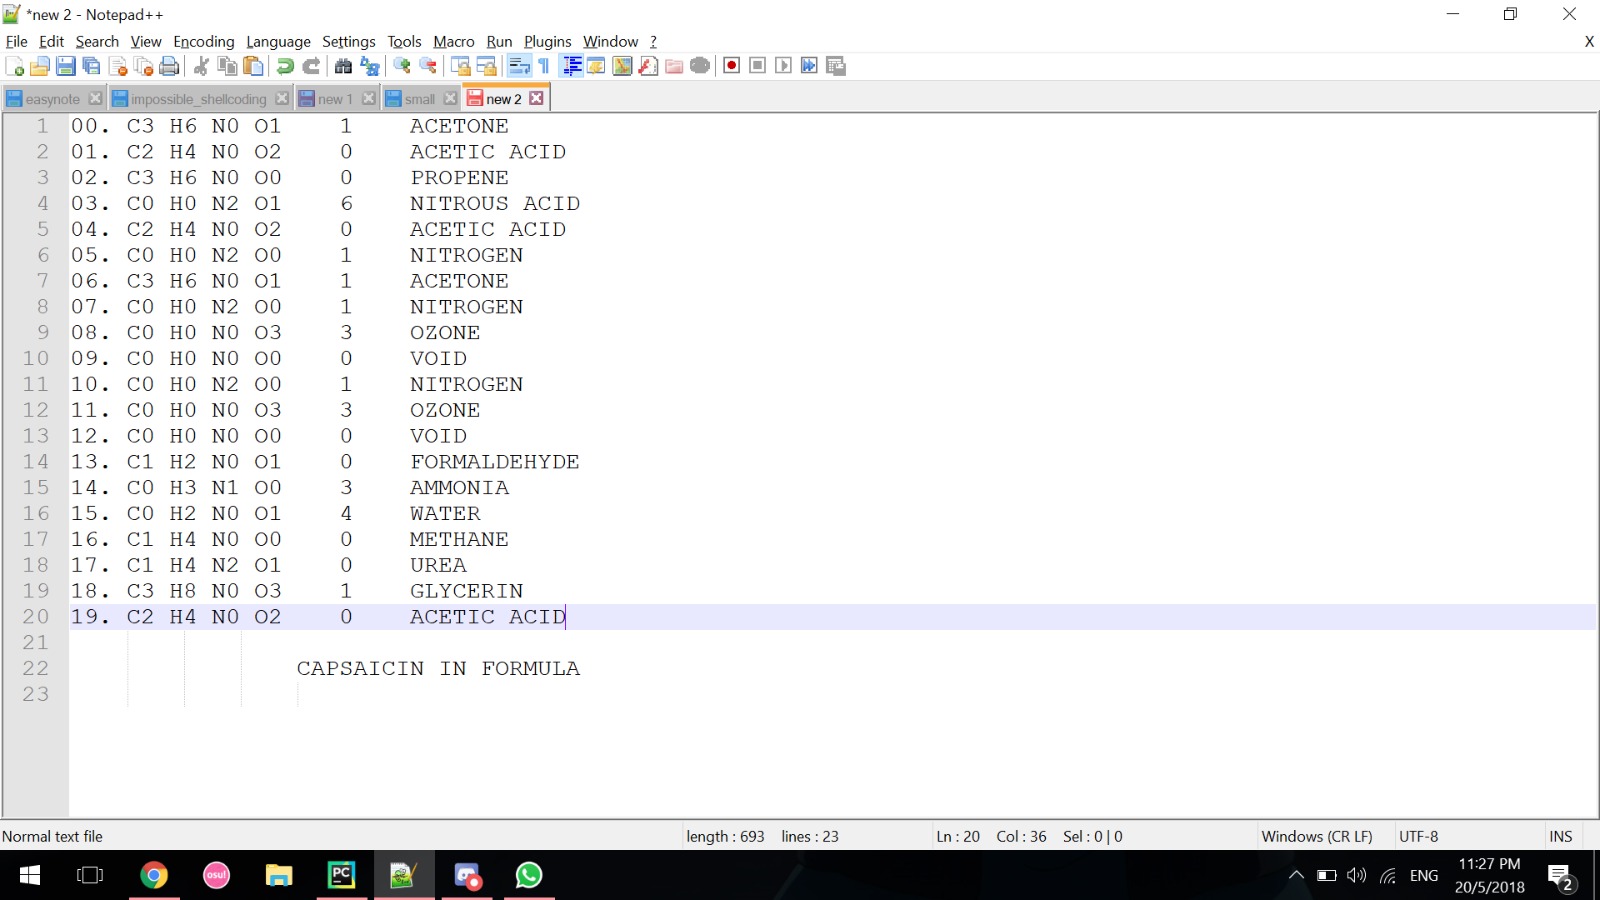 *new 2 - Notepad++
File Edit Search View Encoding Language Settings Tools Macro Run Plugins Window ? X
easynote impossible_shellcoding new 1 small new 2
1 00. C3 H6 N0 O1 1 ACETONE
2 01. C2 H4 N0 O2 0 ACETIC ACID
3 02. C3 H6 N0 O0 0 PROPENE
4 03. C0 H0 N2 O1 6 NITROUS ACID
5 04. C2 H4 N0 O2 0 ACETIC ACID
6 05. C0 H0 N2 O0 1 NITROGEN
7 06. C3 H6 N0 O1 1 ACETONE
8 07. C0 H0 N2 O0 1 NITROGEN
9 08. C0 H0 N0 O3 3 OZONE
10 09. C0 H0 N0 O0 0 VOID
11 10. C0 H0 N2 O0 1 NITROGEN
12 11. C0 H0 N0 O3 3 OZONE
13 12. C0 H0 N0 O0 0 VOID
14 13. C1 H2 N0 O1 0 FORMALDEHYDE
15 14. C0 H3 N1 O0 3 AMMONIA
16 15. C0 H2 N0 O1 4 WATER
17 16. C1 H4 N0 O0 0 METHANE
18 17. C1 H4 N2 O1 0 UREA
19 18. C3 H8 N0 O3 1 GLYCERIN
20 19. C2 H4 N0 O2 0 ACETIC ACID
21
22 CAPSAICIN IN FORMULA
23
Normal text file length : 693 lines : 23 Ln : 20 Col : 36 Sel : 0 | 0 Windows (CR LF) UTF-8 INS
osu! PC ENG 11:27 PM 2
20/5/2018